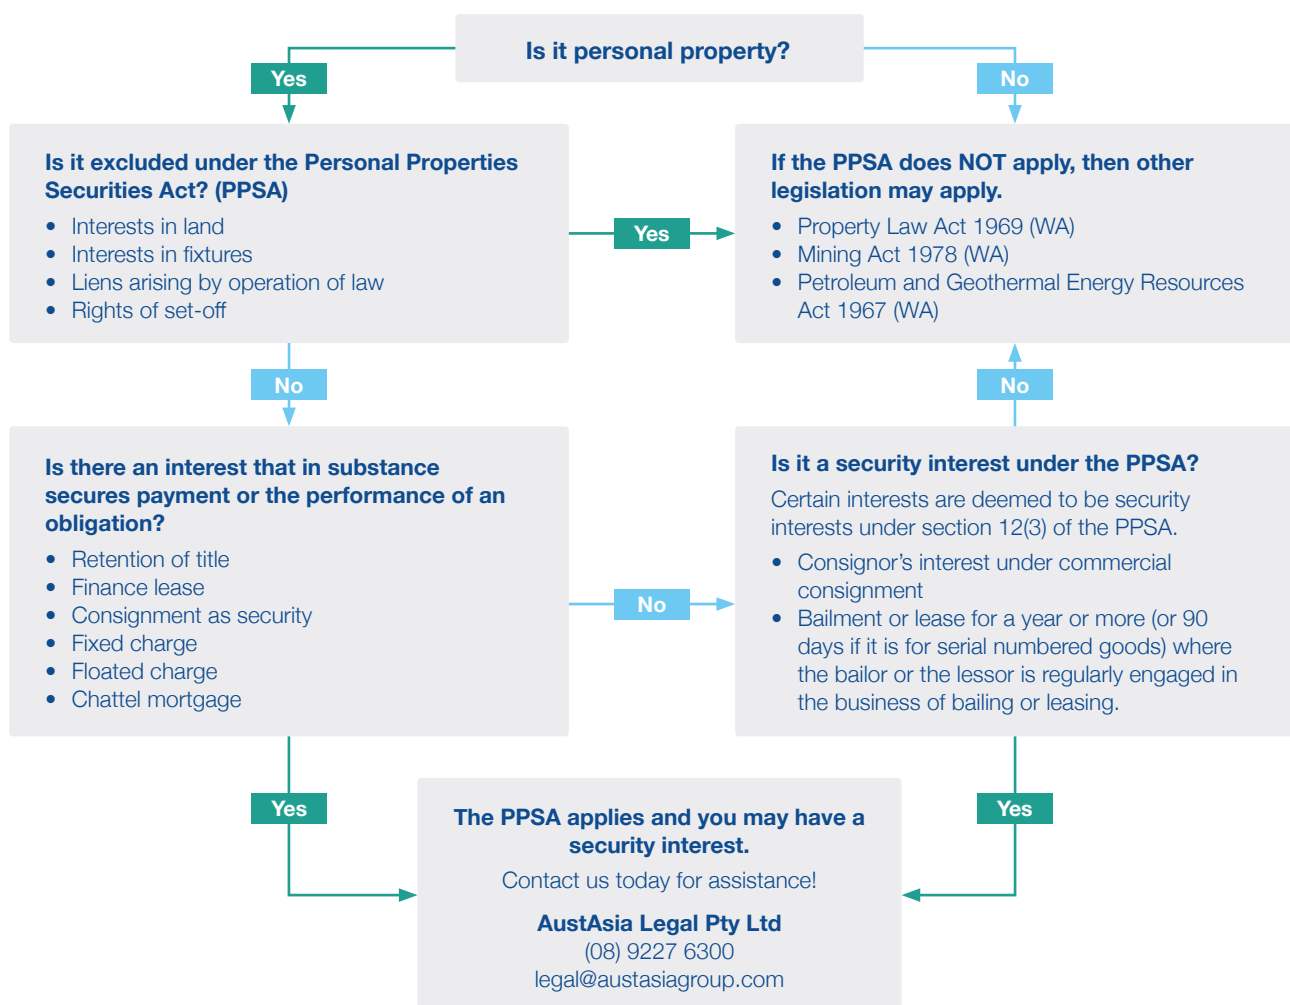 Is it personal property?
Yes
No
Is it excluded under the Personal Properties
Securities Act? (PPSA)
• Interests in land
• Interests in fixtures
• Liens arising by operation of law
• Rights of set-off
Yes
If the PPSA does NOT apply, then other
legislation may apply.
• Property Law Act 1969 (WA)
• Mining Act 1978 (WA)
• Petroleum and Geothermal Energy Resources
Act 1967 (WA)
No
No
Is there an interest that in substance
secures payment or the performance of an
obligation?
• Retention of title
• Finance lease
• Consignment as security
• Fixed charge
• Floated charge
• Chattel mortgage
No
Is it a security interest under the PPSA?
Certain interests are deemed to be security
interests under section 12(3) of the PPSA.
• Consignor’s interest under commercial
consignment
• Bailment or lease for a year or more (or 90
days if it is for serial numbered goods) where
the bailor or the lessor is regularly engaged in
the business of bailing or leasing.
Yes
Yes
The PPSA applies and you may have a
security interest.
Contact us today for assistance!
AustAsia Legal Pty Ltd
(08) 9227 6300
legal@austasiagroup.com